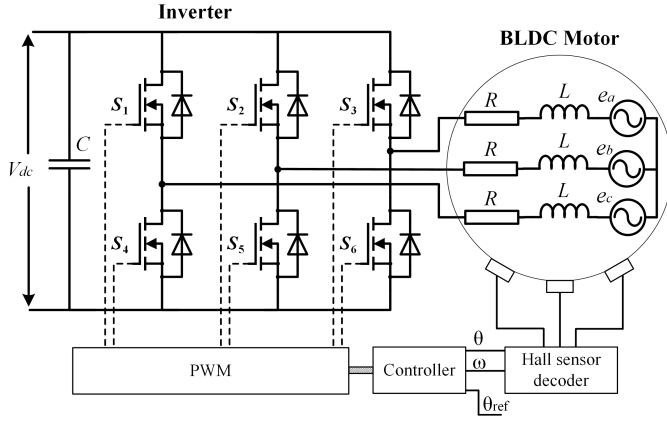 Inverter
BLDC Motor
S1
S2
S3
R
L
ea
C
Vdc
R
L
eb
R
L
ec
S4
S5
S6
PWM
Controller
θ
ω
θref
Hall sensor
decoder